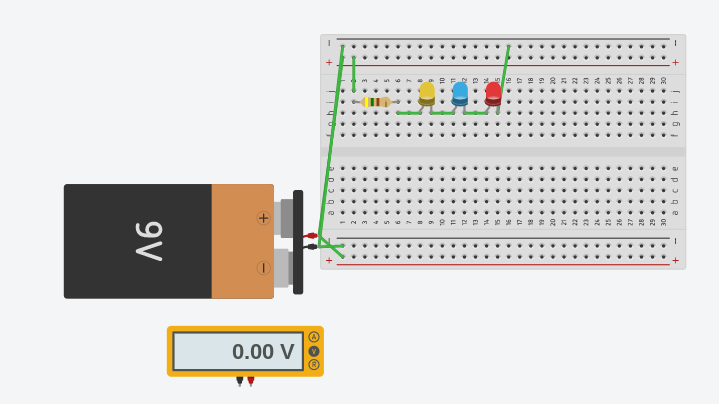 − −
+ +
1 2 3 4 5 6 7 8 9 10 11 12 13 14 15 16 17 18 19 20 21 22 23 24 25 26 27 28 29 30
j j
i i
h h
g g
f f
e e
d d
c c
b b
a a
1 2 3 4 5 6 7 8 9 10 11 12 13 14 15 16 17 18 19 20 21 22 23 24 25 26 27 28 29 30
− −
+ +
9V
+
−
0.00 V
A
V
R